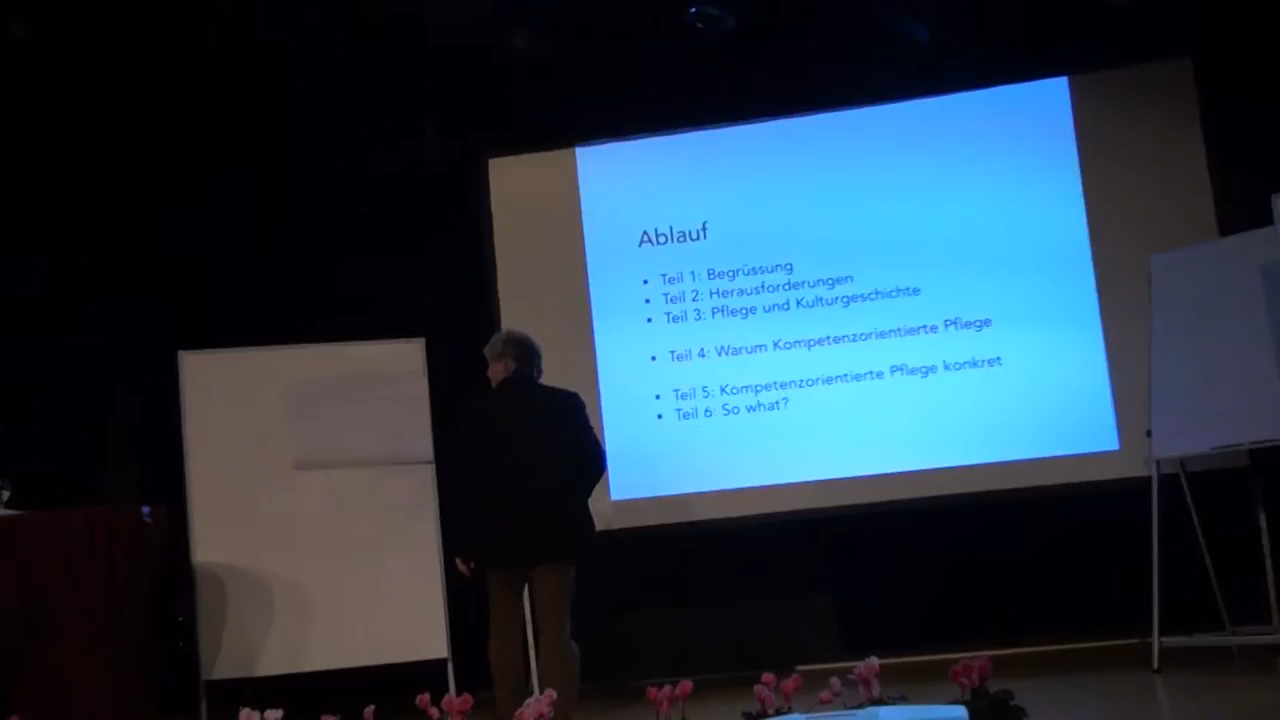 Ablauf
▪ Teil 1: Begrüssung
▪ Teil 2: Herausforderungen
▪ Teil 3: Pflege und Kulturgeschichte
▪ Teil 4: Warum Kompetenzorientierte Pflege
▪ Teil 5: Kompetenzorientierte Pflege konkret
▪ Teil 6: So what?